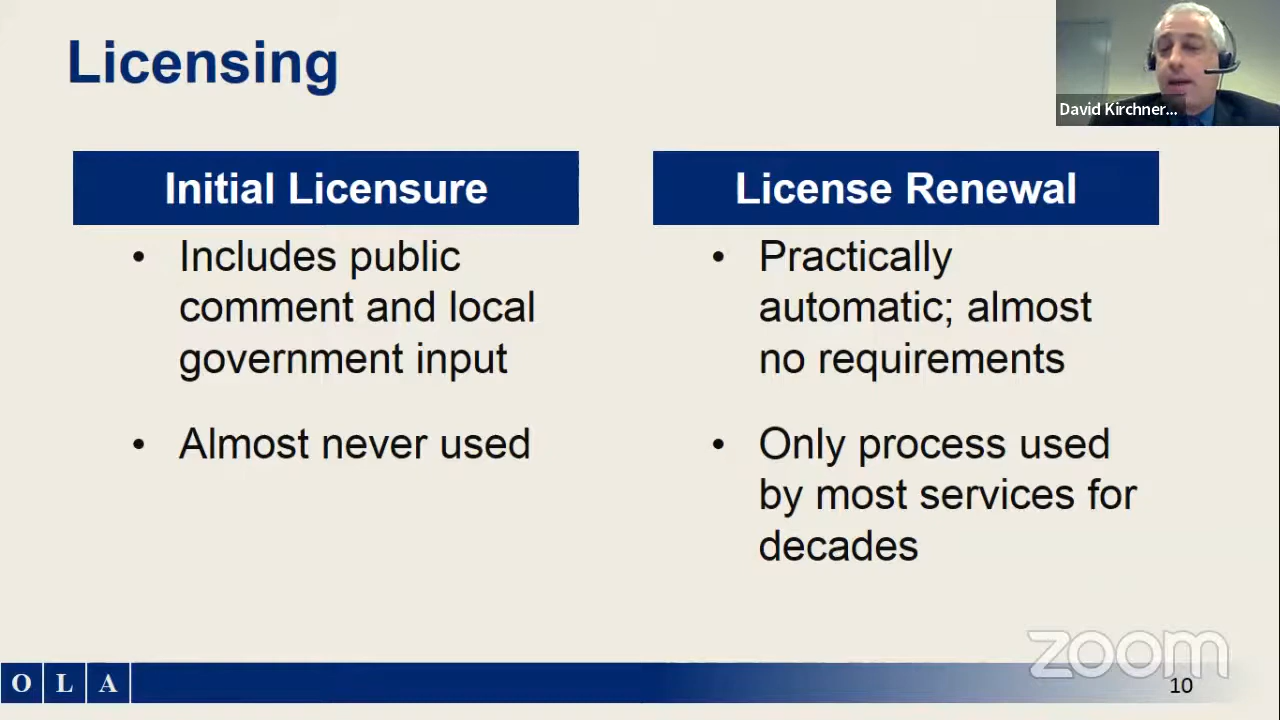 Licensing
David Kirchner...
Initial Licensure
• Includes public
comment and local
government input
• Almost never used
License Renewal
• Practically
automatic; almost
no requirements
• Only process used
by most services for
decades
zoom
O L A
10